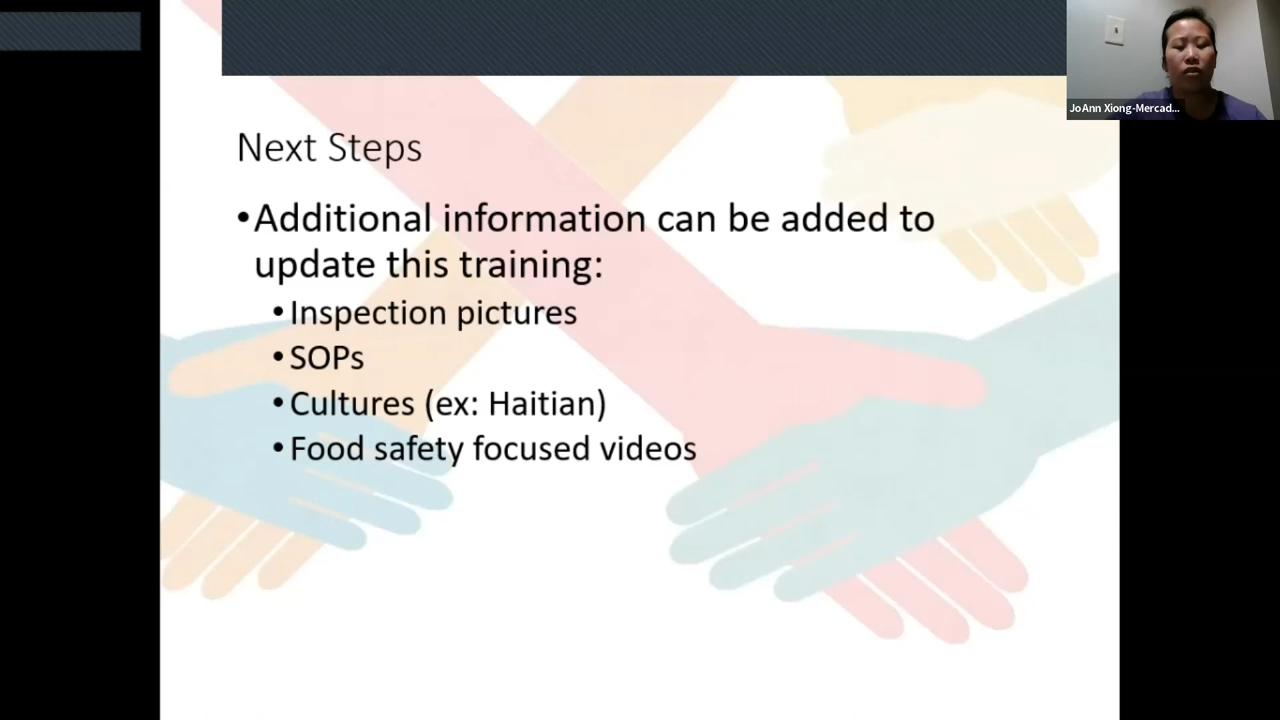 JoAnn Xiong-Mercad...
Next Steps
•Additional information can be added to
update this training:
•Inspection pictures
•SOPs
•Cultures (ex: Haitian)
•Food safety focused videos